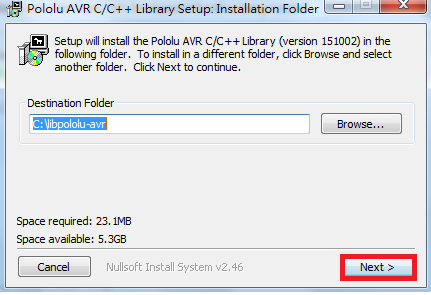 Pololu AVR C/C++ Library Setup: Installation Folder
Setup will install the Pololu AVR C/C++ Library (version 151002) in the
following folder. To install in a different folder, click Browse and select
another folder. Click Next to continue.
Destination Folder
C:\libpololu-avr
Browse...
Space required: 23.1MB
Space available: 5.3GB
Cancel
Nullsoft Install System v2.46
Next >